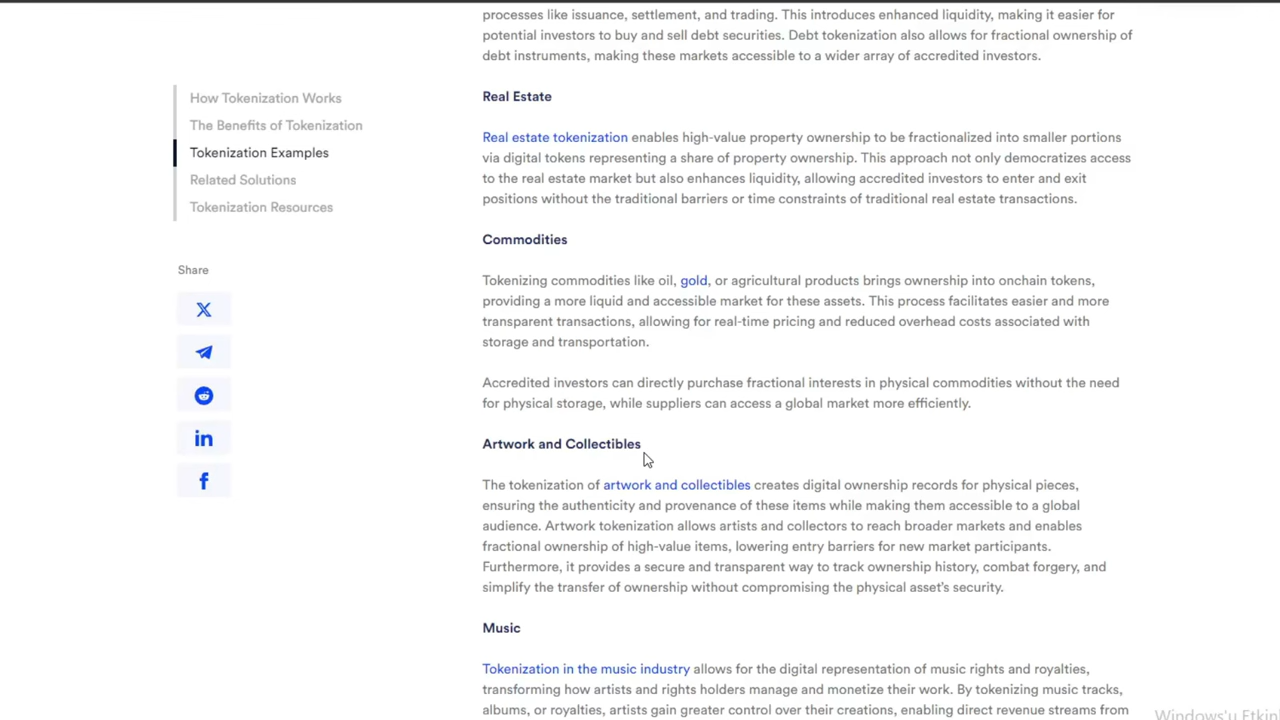 processes like issuance, settlement, and trading. This introduces enhanced liquidity, making it easier for
potential investors to buy and sell debt securities. Debt tokenization also allows for fractional ownership of
debt instruments, making these markets accessible to a wider array of accredited investors.
How Tokenization Works
The Benefits of Tokenization
Tokenization Examples
Related Solutions
Tokenization Resources
Share
Real Estate
Real estate tokenization enables high-value property ownership to be fractionalized into smaller portions
via digital tokens representing a share of property ownership. This approach not only democratizes access
to the real estate market but also enhances liquidity, allowing accredited investors to enter and exit
positions without the traditional barriers or time constraints of traditional real estate transactions.
Commodities
Tokenizing commodities like oil, gold, or agricultural products brings ownership into onchain tokens,
providing a more liquid and accessible market for these assets. This process facilitates easier and more
transparent transactions, allowing for real-time pricing and reduced overhead costs associated with
storage and transportation.
Accredited investors can directly purchase fractional interests in physical commodities without the need
for physical storage, while suppliers can access a global market more efficiently.
Artwork and Collectibles
The tokenization of artwork and collectibles creates digital ownership records for physical pieces,
ensuring the authenticity and provenance of these items while making them accessible to a global
audience. Artwork tokenization allows artists and collectors to reach broader markets and enables
fractional ownership of high-value items, lowering entry barriers for new market participants.
Furthermore, it provides a secure and transparent way to track ownership history, combat forgery, and
simplify the transfer of ownership without compromising the physical asset's security.
Music
Tokenization in the music industry allows for the digital representation of music rights and royalties,
transforming how artists and rights holders manage and monetize their work. By tokenizing music tracks,
albums, or royalties, artists gain greater control over their creations, enabling direct revenue streams from
Windows'u